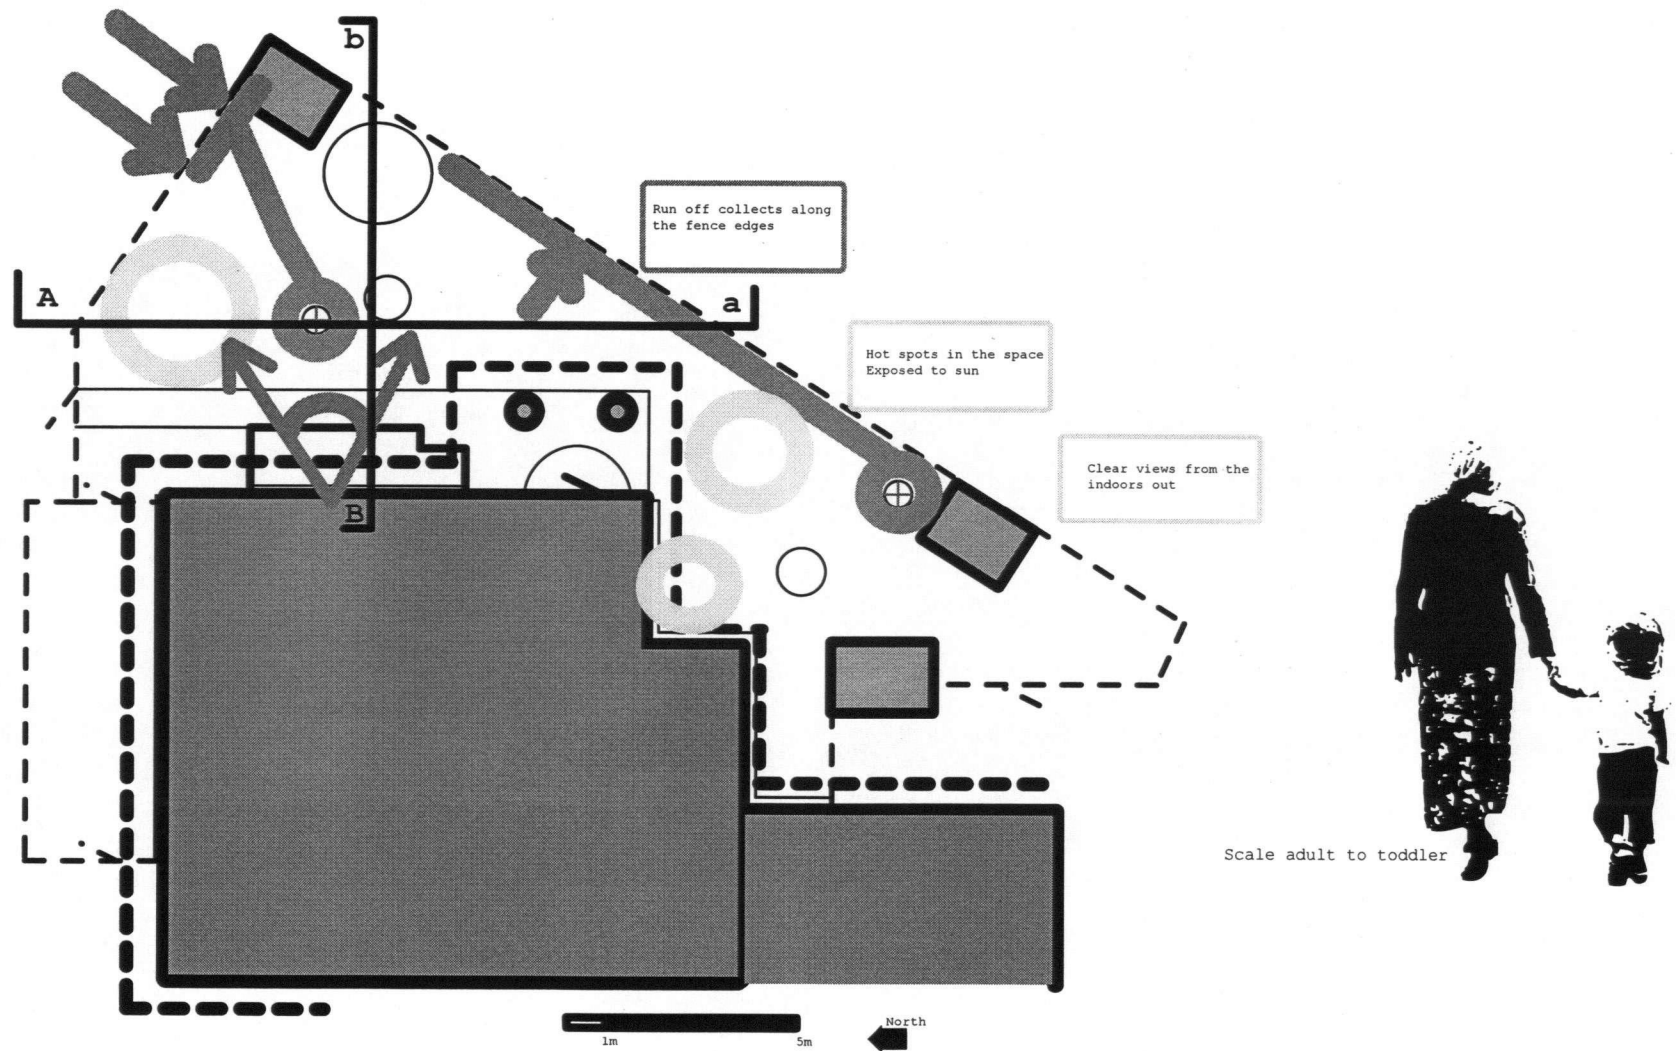 b
Run off collects along
the fence edges
A
a
Hot spots in the space
Exposed to sun
Clear views from the
indoors out
B
Scale adult to toddler
North
1m
5m